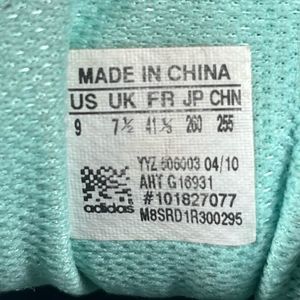 MADE IN CHINA
US UK FR JP CHN
9 7½ 41⅓ 260 255
YYZ 606003 04/10
AHY G16931
#101827077
adidas M8SRD1R300295